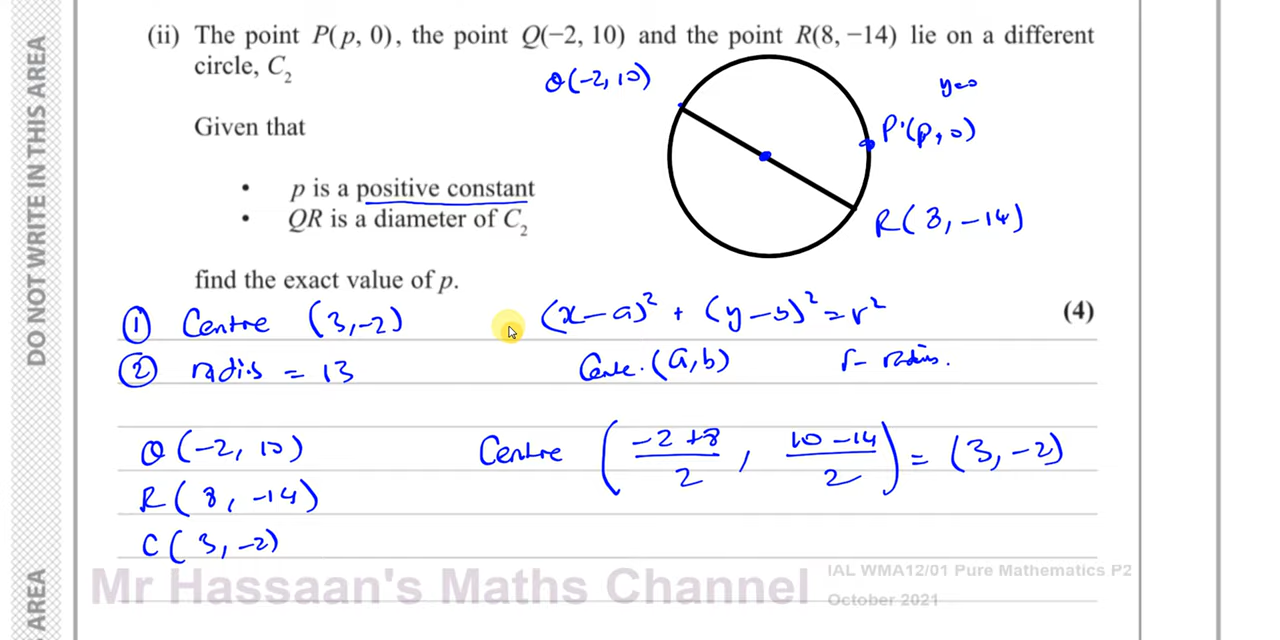 (ii) The point P(p, 0), the point Q(−2, 10) and the point R(8, −14) lie on a different
circle, C₂
Q(-2, 10)
y=0
Given that
P(p, 0)
• p is a positive constant
• QR is a diameter of C₂
R(8, -14)
find the exact value of p.
① Centre (3, -2) (x-a)² + (y-b)² = r²
(4)
② radius = 13 Centre (a, b) r - radius.
Q(-2, 10)
Centre (-2+8/2, 10-14/2) = (3, -2)
R(8, -14)
C(3, -2)
Mr Hassaan's Maths Channel
IAL WMA12/01 Pure Mathematics P2
October 2021
DO NOT WRITE IN THIS AREA
AREA